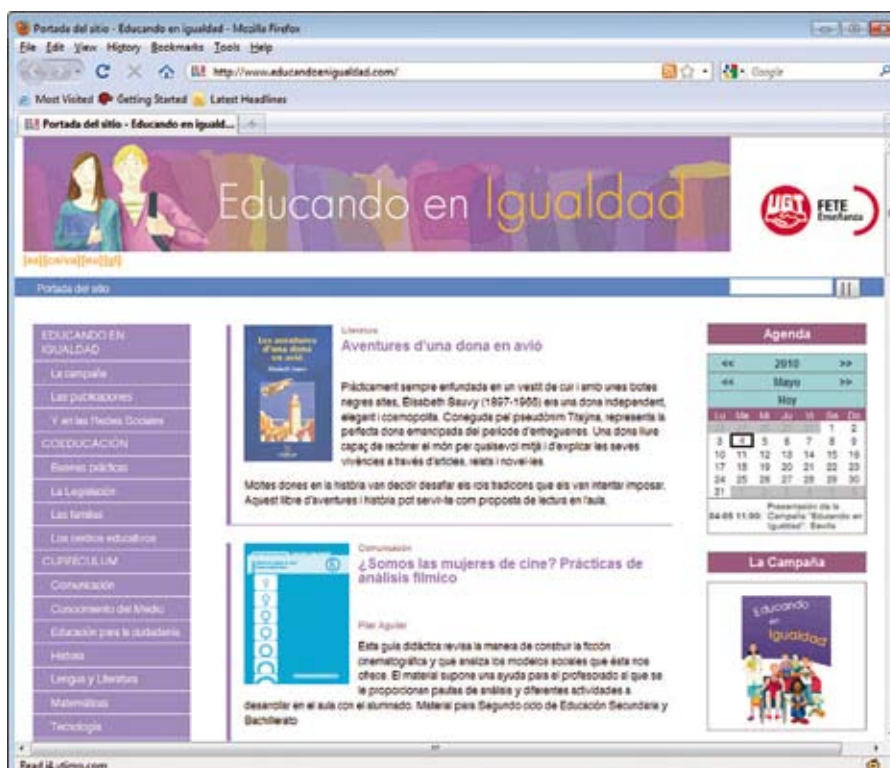 Portada del sitio - Educando en igualdad - Mozilla Firefox
File Edit View History Bookmarks Tools Help
http://www.educandoenigualdad.com/
Google
Most Visited Getting Started Latest Headlines
Portada del sitio - Educando en iguald...
Educando en Igualdad
UGT FETE
Enseñanza
Portada del sitio
EDUCANDO EN
IGUALDAD
La campaña
Las publicaciones
Y en las Redes Sociales
COEDUCACIÓN
Buenas prácticas
La Legislación
Las familias
Los centros educativos
CURRÍCULUM
Comunicación
Conocimiento del Medio
Educación para la ciudadanía
Historia
Lengua y Literatura
Matemáticas
Tecnología
Les aventures
d'una dona
en avió
Literatura
Aventures d'una dona en avió
Pràcticament sempre enfundada en un vestit de cuir i amb unes botes
negres altes, Élisabeth Sauvy (1897-1966) era una dona independent,
elegant i cosmopolita. Coneguda pel pseudònim Titaÿna, representa la
perfecta dona emancipada del període d'entreguerres. Una dona lliure
capaç de recórrer el món per qualsevol mitjà i d'explicar les seves
vivències a través d'articles, relats i novel·les.
Moltes dones en la història van decidir desafiar els rols tradicions que els van intentar imposar.
Aquest llibre d'aventures i història pot servir-te com proposta de lectura en l'aula.
Comunicación
¿Somos las mujeres de cine? Prácticas de
análisis fílmico
Pilar Aguilar
Esta guía didáctica revisa la manera de construir la ficción
cinematográfica y que analiza los modelos sociales que ésta nos
ofrece. El material supone una ayuda para el profesorado al que se
le proporcionan pautas de análisis y diferentes actividades a
desarrollar en el aula con el alumnado. Material para Segundo ciclo de Educación Secundaria y
Bachillerato
Agenda
<< 2010 >>
<< Mayo >>
Hoy
Lu Ma Mi Ju Vi Sa Do
1 2
3 4 5 6 7 8 9
10 11 12 13 14 15 16
17 18 19 20 21 22 23
24 25 26 27 28 29 30
31
04-05 11:00: Presentación de la
Campaña "Educando en
Igualdad". Sevilla
La Campaña
Educando
en
Igualdad